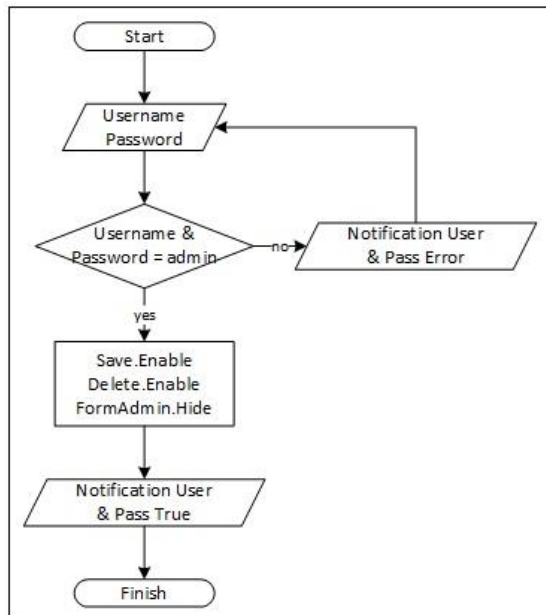 Start
Username
Password
Username &
Password = admin
no
Notification User
& Pass Error
yes
Save.Enable
Delete.Enable
FormAdmin.Hide
Notification User
& Pass True
Finish